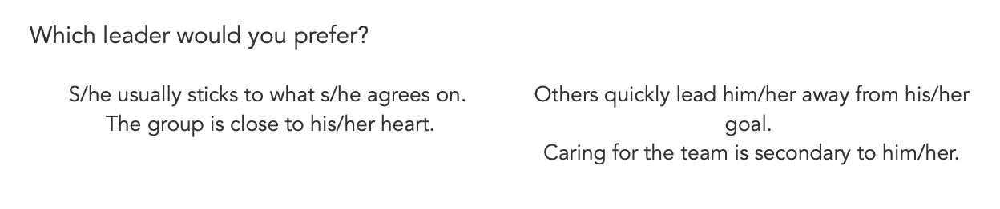 Which leader would you prefer?
S/he usually sticks to what s/he agrees on.
The group is close to his/her heart.
Others quickly lead him/her away from his/her
goal.
Caring for the team is secondary to him/her.